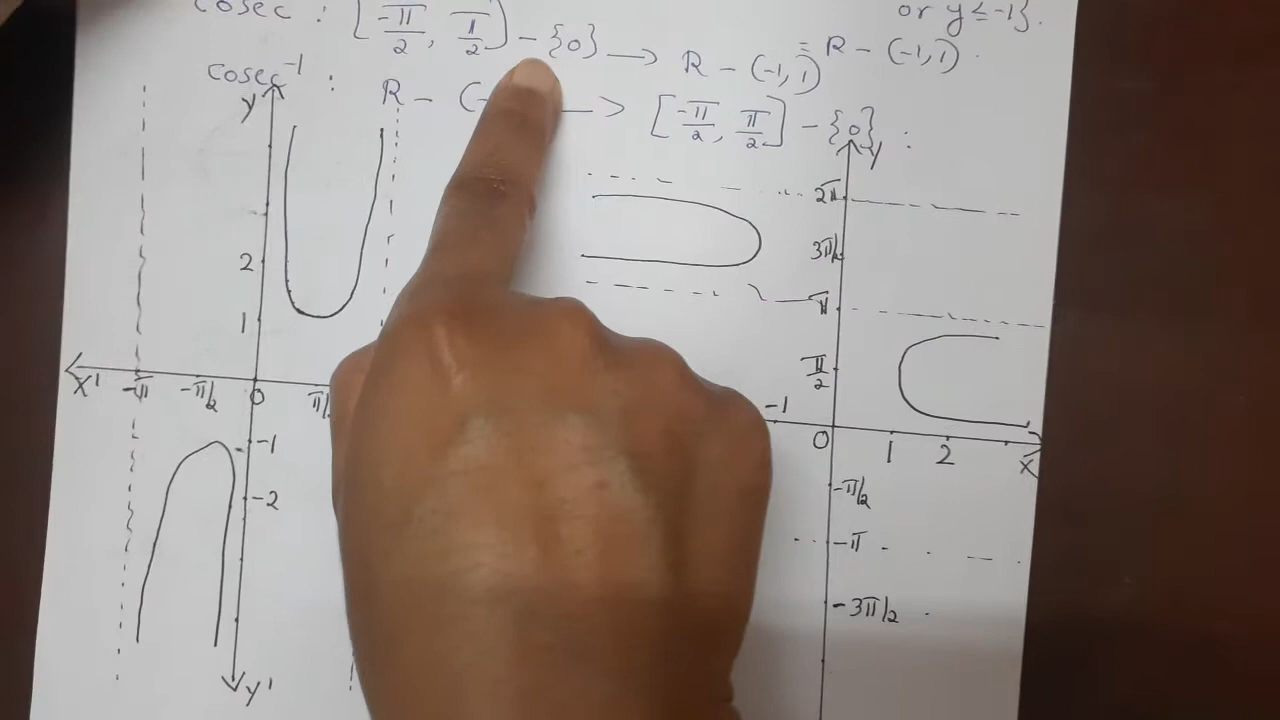 cosec : [-π/2, π/2] - {0} → R - (-1, 1)
or y ≤ -1}.
= R - (-1, 1).
cosec⁻¹ : R - (- → [-π/2, π/2] - {0} :
Y
2
1
X' -π -π/2 0 π/
-1
-2
Y'
Y
2π
3π/2
π
π/2
-1 0 1 2 X
-π/2
-π
-3π/2